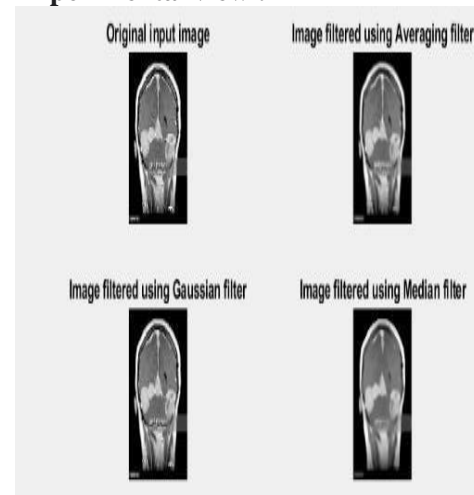 Original input image
Image filtered using Averaging filter
Image filtered using Gaussian filter
Image filtered using Median filter